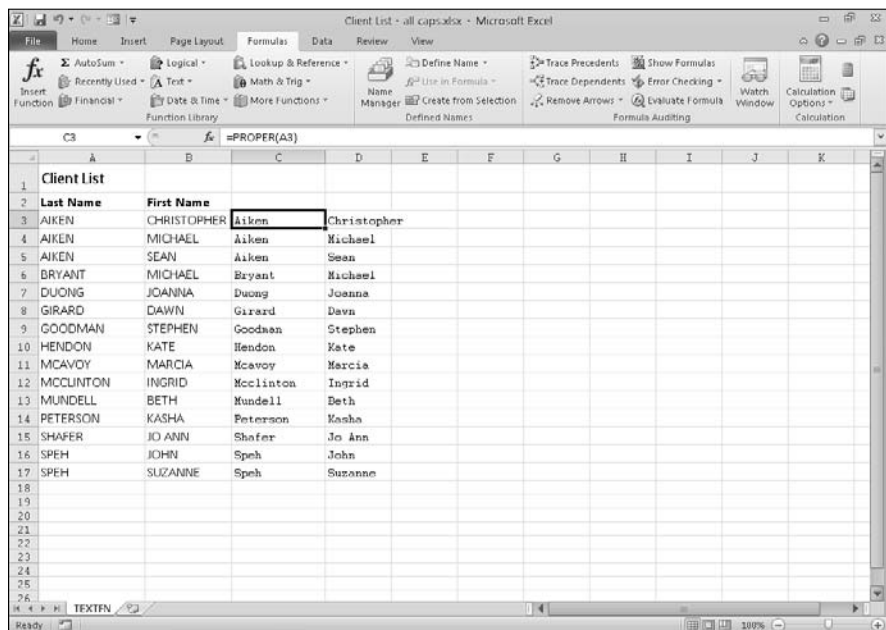 Client List - all caps.xlsx - Microsoft Excel
File Home Insert Page Layout Formulas Data Review View
fx Insert Function
Σ AutoSum
Recently Used
Financial
Logical
Text
Date & Time
Lookup & Reference
Math & Trig
More Functions
Function Library
Name Manager
Define Name
Use in Formula
Create from Selection
Defined Names
Trace Precedents
Trace Dependents
Remove Arrows
Show Formulas
Error Checking
Evaluate Formula
Formula Auditing
Watch Window
Calculation Options
Calculation
C3 fx =PROPER(A3)
A B C D E F G H I J K
1 Client List
2 Last Name First Name
3 AIKEN CHRISTOPHER Aiken Christopher
4 AIKEN MICHAEL Aiken Michael
5 AIKEN SEAN Aiken Sean
6 BRYANT MICHAEL Bryant Michael
7 DUONG JOANNA Duong Joanna
8 GIRARD DAWN Girard Dawn
9 GOODMAN STEPHEN Goodman Stephen
10 HENDON KATE Hendon Kate
11 MCAVOY MARCIA Mcavoy Marcia
12 MCCLINTON INGRID Mcclinton Ingrid
13 MUNDELL BETH Mundell Beth
14 PETERSON KASHA Peterson Kasha
15 SHAFER JO ANN Shafer Jo Ann
16 SPEH JOHN Speh John
17 SPEH SUZANNE Speh Suzanne
18
19
20
21
22
23
24
25
26
TEXTFN
Ready 100%